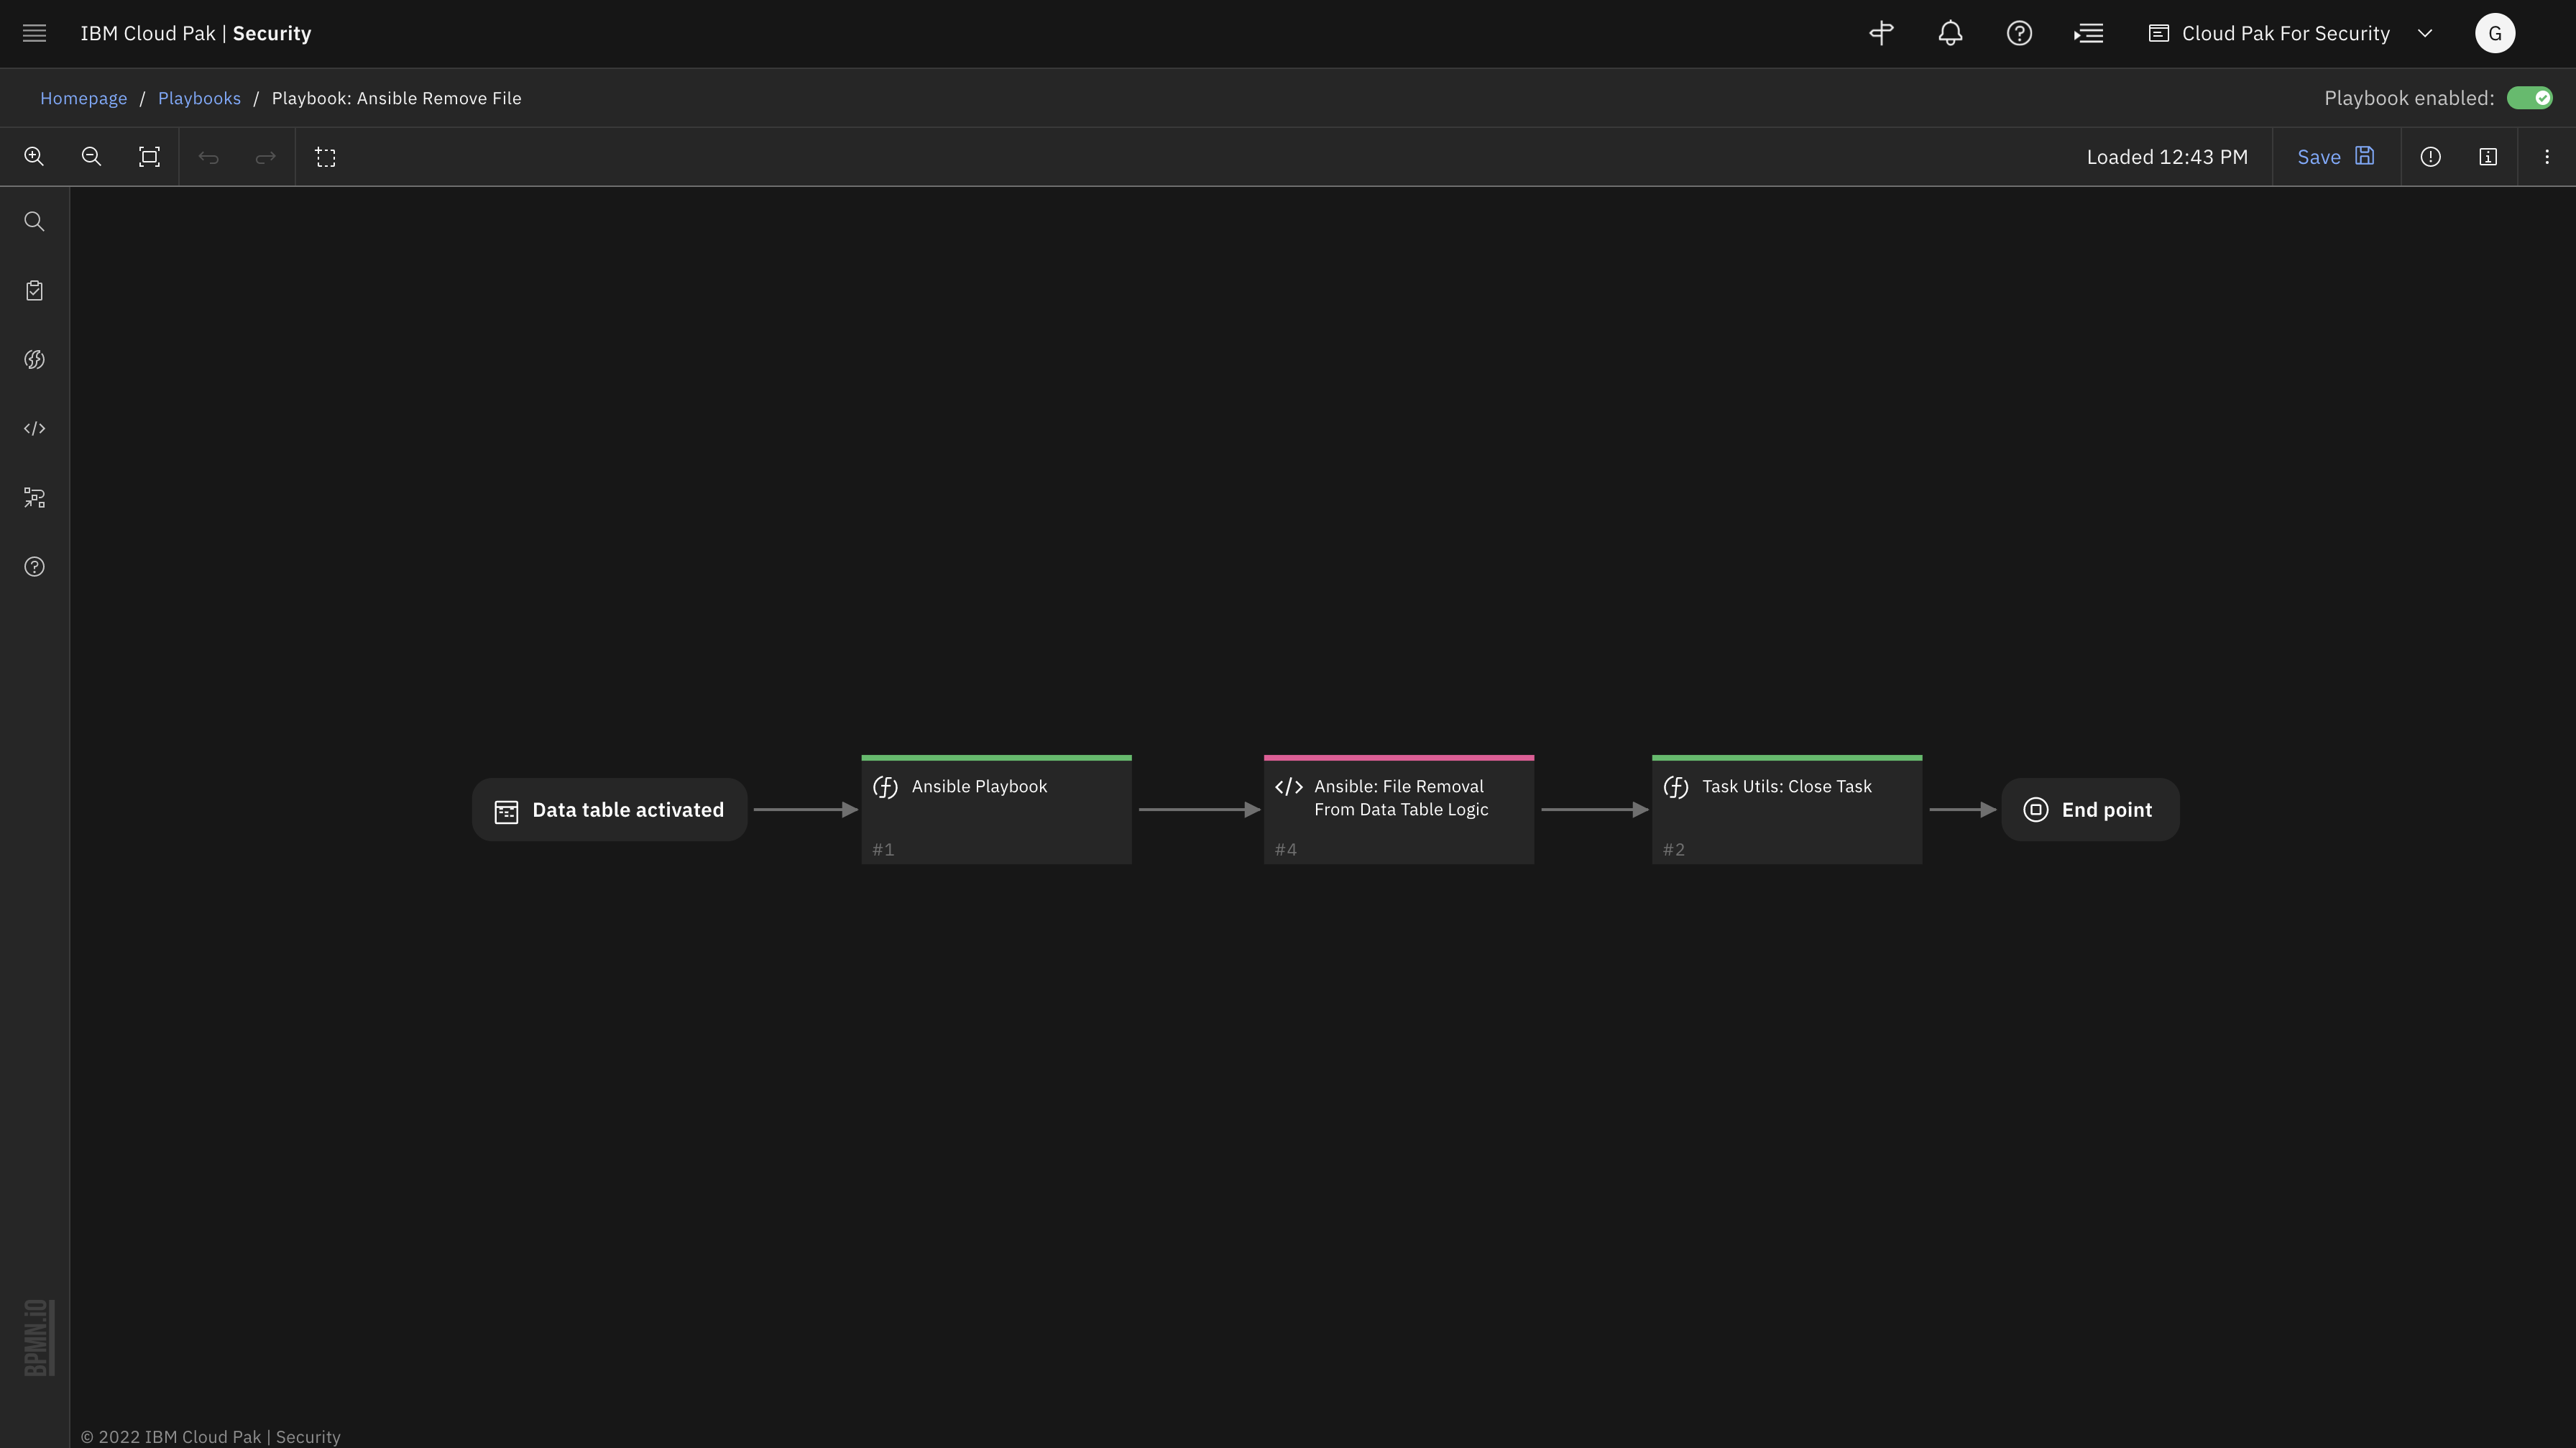 IBM Cloud Pak | Security
Cloud Pak For Security
G
Homepage / Playbooks / Playbook: Ansible Remove File
Playbook enabled:
Loaded 12:43 PM
Save
Data table activated
Ansible Playbook
#1
Ansible: File Removal
From Data Table Logic
#4
Task Utils: Close Task
#2
End point
BPMN.iO
© 2022 IBM Cloud Pak | Security